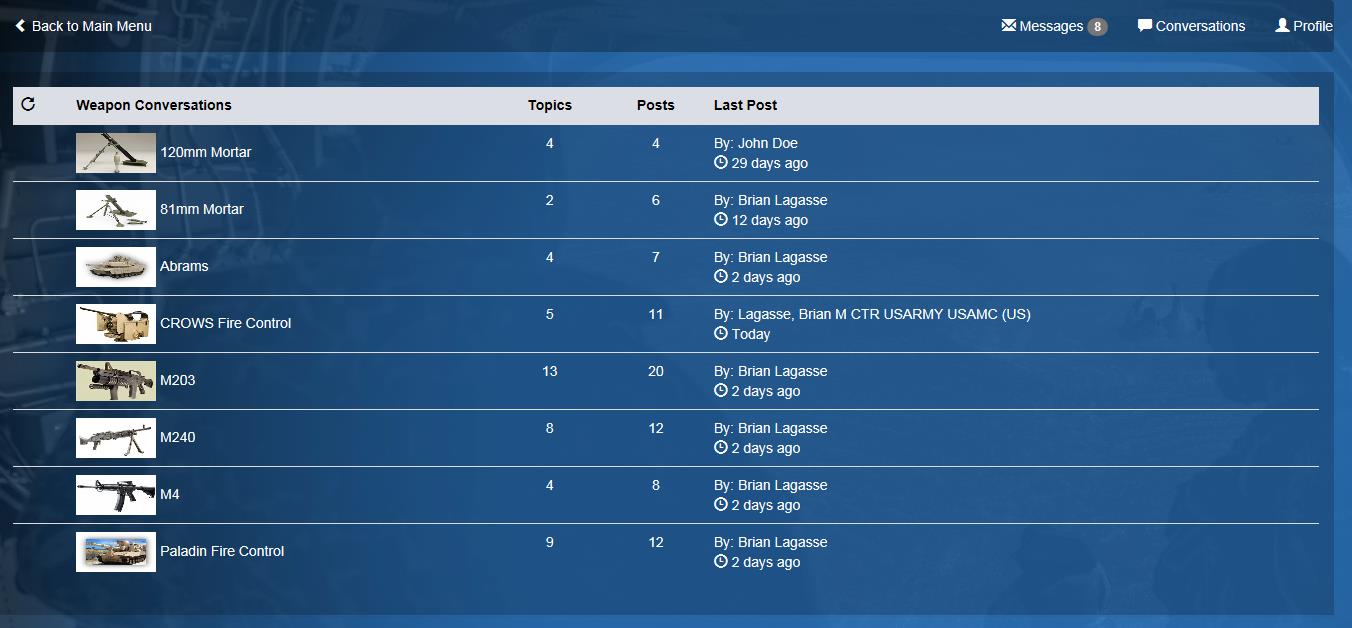 Back to Main Menu
Messages 8
Conversations
Profile
Weapon Conversations Topics Posts Last Post
120mm Mortar 4 4 By: John Doe
29 days ago
81mm Mortar 2 6 By: Brian Lagasse
12 days ago
Abrams 4 7 By: Brian Lagasse
2 days ago
CROWS Fire Control 5 11 By: Lagasse, Brian M CTR USARMY USAMC (US)
Today
M203 13 20 By: Brian Lagasse
2 days ago
M240 8 12 By: Brian Lagasse
2 days ago
M4 4 8 By: Brian Lagasse
2 days ago
Paladin Fire Control 9 12 By: Brian Lagasse
2 days ago